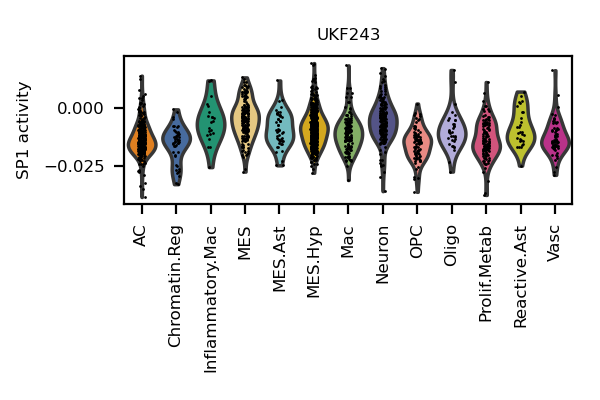 UKF243
SP1 activity
0.000
−0.025
AC
Chromatin.Reg
Inflammatory.Mac
MES
MES.Ast
MES.Hyp
Mac
Neuron
OPC
Oligo
Prolif.Metab
Reactive.Ast
Vasc